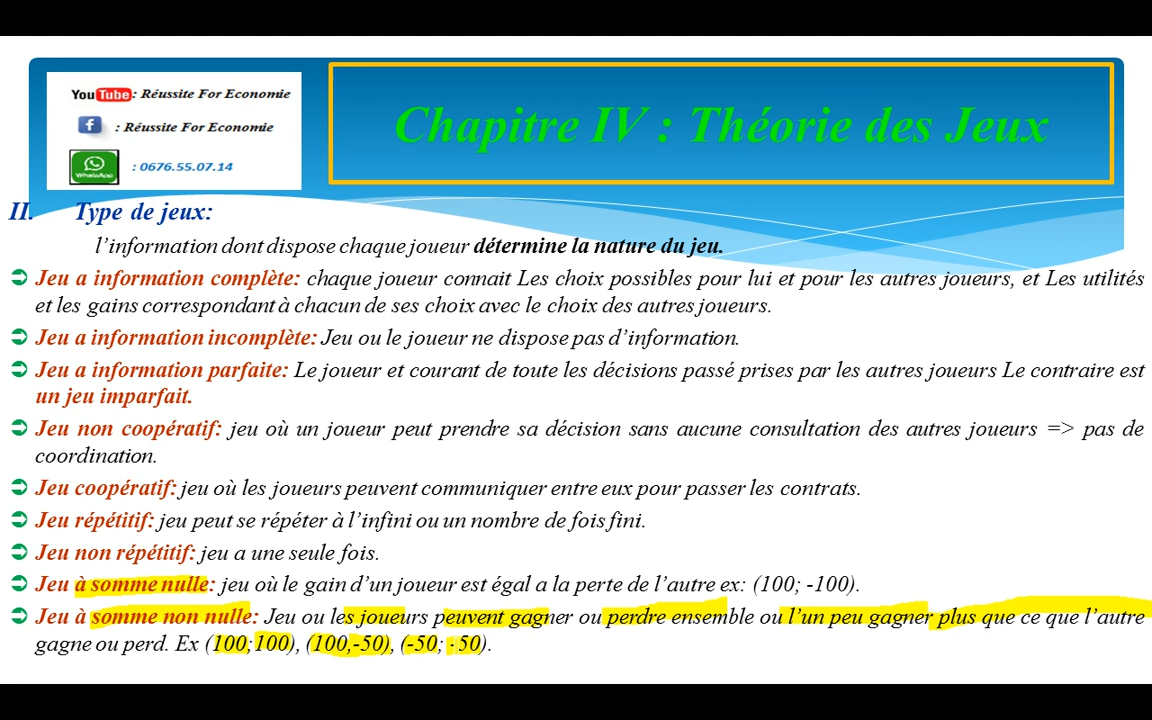 YouTube : Réussite For Economie
f : Réussite For Economie
WhatsApp : 0676.55.07.14
Chapitre IV : Théorie des Jeux
II. Type de jeux:
l’information dont dispose chaque joueur détermine la nature du jeu.
Jeu a information complète: chaque joueur connait Les choix possibles pour lui et pour les autres joueurs, et Les utilités
et les gains correspondant à chacun de ses choix avec le choix des autres joueurs.
Jeu a information incomplète: Jeu ou le joueur ne dispose pas d’information.
Jeu a information parfaite: Le joueur et courant de toute les décisions passé prises par les autres joueurs Le contraire est
un jeu imparfait.
Jeu non coopératif: jeu où un joueur peut prendre sa décision sans aucune consultation des autres joueurs => pas de
coordination.
Jeu coopératif: jeu où les joueurs peuvent communiquer entre eux pour passer les contrats.
Jeu répétitif: jeu peut se répéter à l’infini ou un nombre de fois fini.
Jeu non répétitif: jeu a une seule fois.
Jeu à somme nulle: jeu où le gain d’un joueur est égal a la perte de l’autre ex: (100; -100).
Jeu à somme non nulle: Jeu ou les joueurs peuvent gagner ou perdre ensemble ou l’un peu gagner plus que ce que l’autre
gagne ou perd. Ex (100;100), (100,-50), (-50; -50).